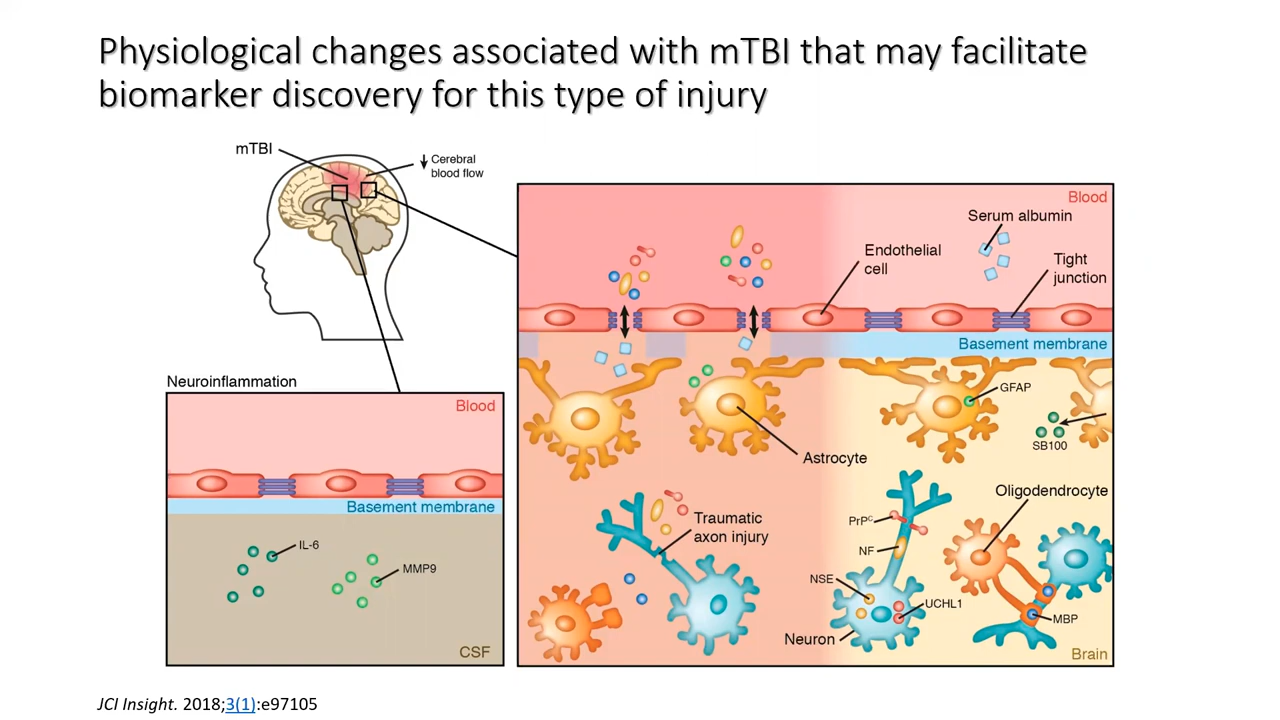 Physiological changes associated with mTBI that may facilitate
biomarker discovery for this type of injury
mTBI
↓ Cerebral
blood flow
Blood
Serum albumin
Endothelial
cell
Tight
junction
Basement membrane
GFAP
SB100
Astrocyte
Oligodendrocyte
Traumatic
axon injury
PrPᶜ
NF
NSE
UCHL1
MBP
Neuron
Brain
Neuroinflammation
Blood
Basement membrane
IL-6
MMP9
CSF
JCI Insight. 2018;3(1):e97105